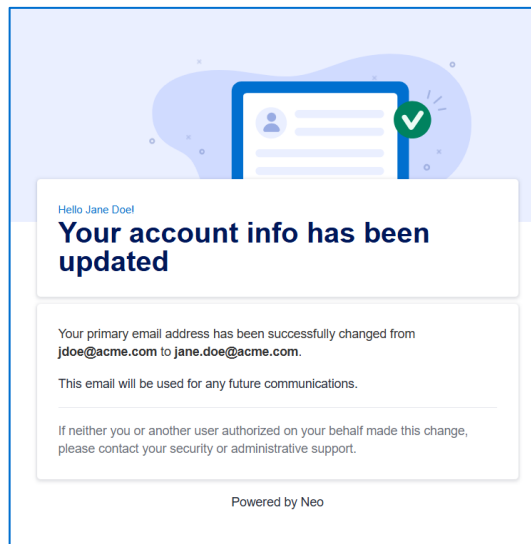 Hello Jane Doe!
Your account info has been
updated
Your primary email address has been successfully changed from
jdoe@acme.com to jane.doe@acme.com.
This email will be used for any future communications.
If neither you or another user authorized on your behalf made this change,
please contact your security or administrative support.
Powered by Neo